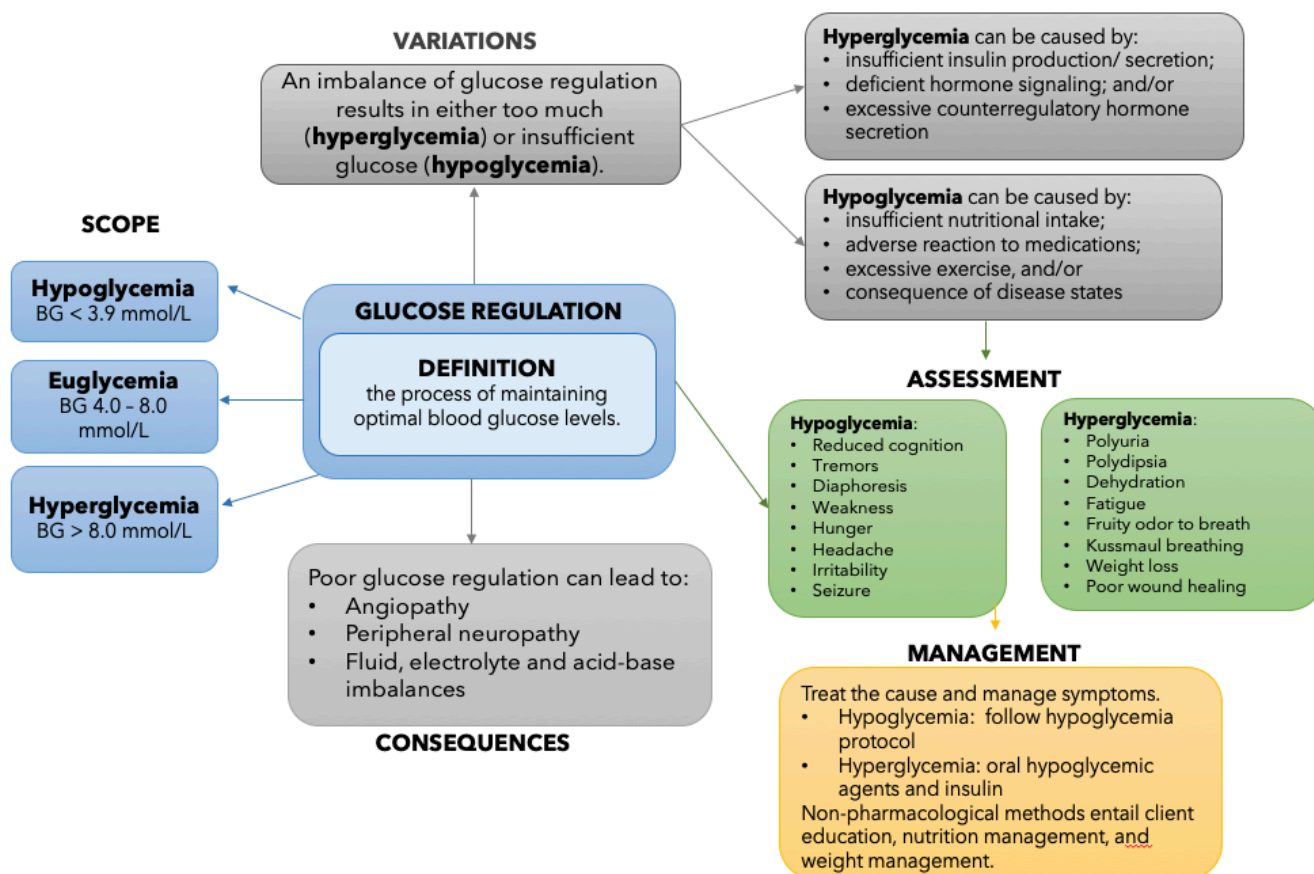 VARIATIONS
An imbalance of glucose regulation
results in either too much
(hyperglycemia) or insufficient
glucose (hypoglycemia).
Hyperglycemia can be caused by:
• insufficient insulin production/ secretion;
• deficient hormone signaling; and/or
• excessive counterregulatory hormone
secretion
Hypoglycemia can be caused by:
• insufficient nutritional intake;
• adverse reaction to medications;
• excessive exercise, and/or
• consequence of disease states
SCOPE
Hypoglycemia
BG < 3.9 mmol/L
Euglycemia
BG 4.0 – 8.0
mmol/L
Hyperglycemia
BG > 8.0 mmol/L
GLUCOSE REGULATION
DEFINITION
the process of maintaining
optimal blood glucose levels.
Poor glucose regulation can lead to:
• Angiopathy
• Peripheral neuropathy
• Fluid, electrolyte and acid-base
imbalances
CONSEQUENCES
ASSESSMENT
Hypoglycemia:
• Reduced cognition
• Tremors
• Diaphoresis
• Weakness
• Hunger
• Headache
• Irritability
• Seizure
Hyperglycemia:
• Polyuria
• Polydipsia
• Dehydration
• Fatigue
• Fruity odor to breath
• Kussmaul breathing
• Weight loss
• Poor wound healing
MANAGEMENT
Treat the cause and manage symptoms.
• Hypoglycemia: follow hypoglycemia
protocol
• Hyperglycemia: oral hypoglycemic
agents and insulin
Non-pharmacological methods entail client
education, nutrition management, and
weight management.